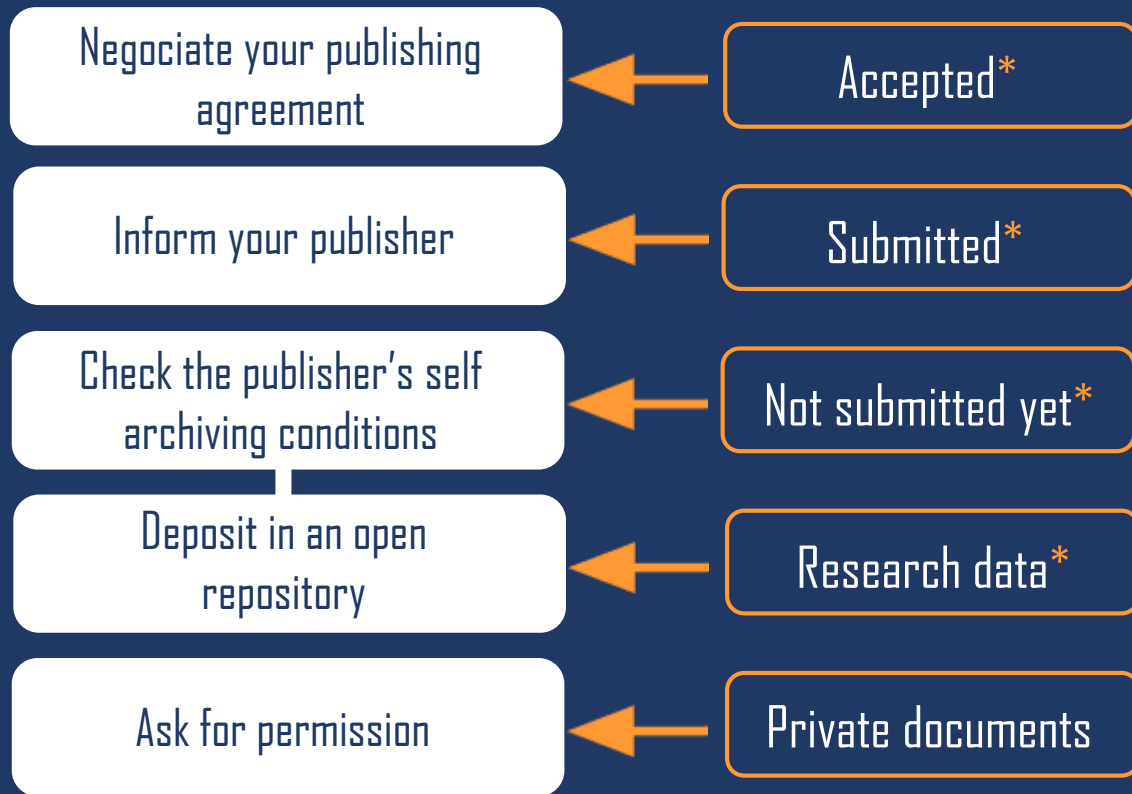 Negociate your publishing
agreement
Accepted*
Inform your publisher
Submitted*
Check the publisher's self
archiving conditions
Not submitted yet*
Deposit in an open
repository
Research data*
Ask for permission
Private documents